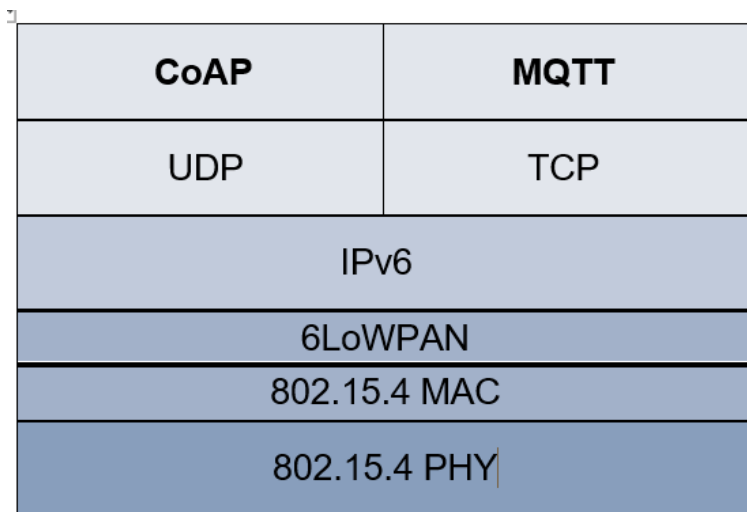 CoAP MQTT
UDP TCP
IPv6
6LoWPAN
802.15.4 MAC
802.15.4 PHY